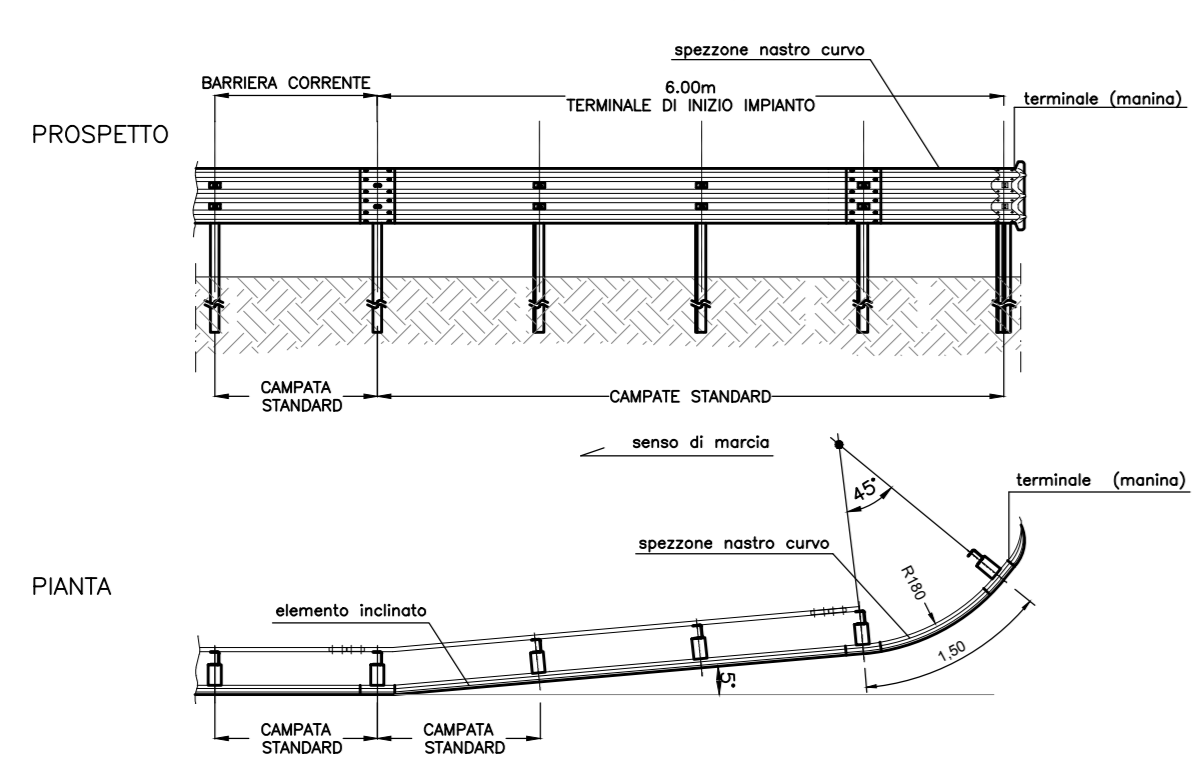 spezzone nastro curvo
BARRIERA CORRENTE
6.00m
TERMINALE DI INIZIO IMPIANTO
terminale (manina)
PROSPETTO
CAMPATA
STANDARD
CAMPATE STANDARD
senso di marcia
45°
terminale (manina)
spezzone nastro curvo
PIANTA
R180
elemento inclinato
1,50
5°
CAMPATA
STANDARD
CAMPATA
STANDARD